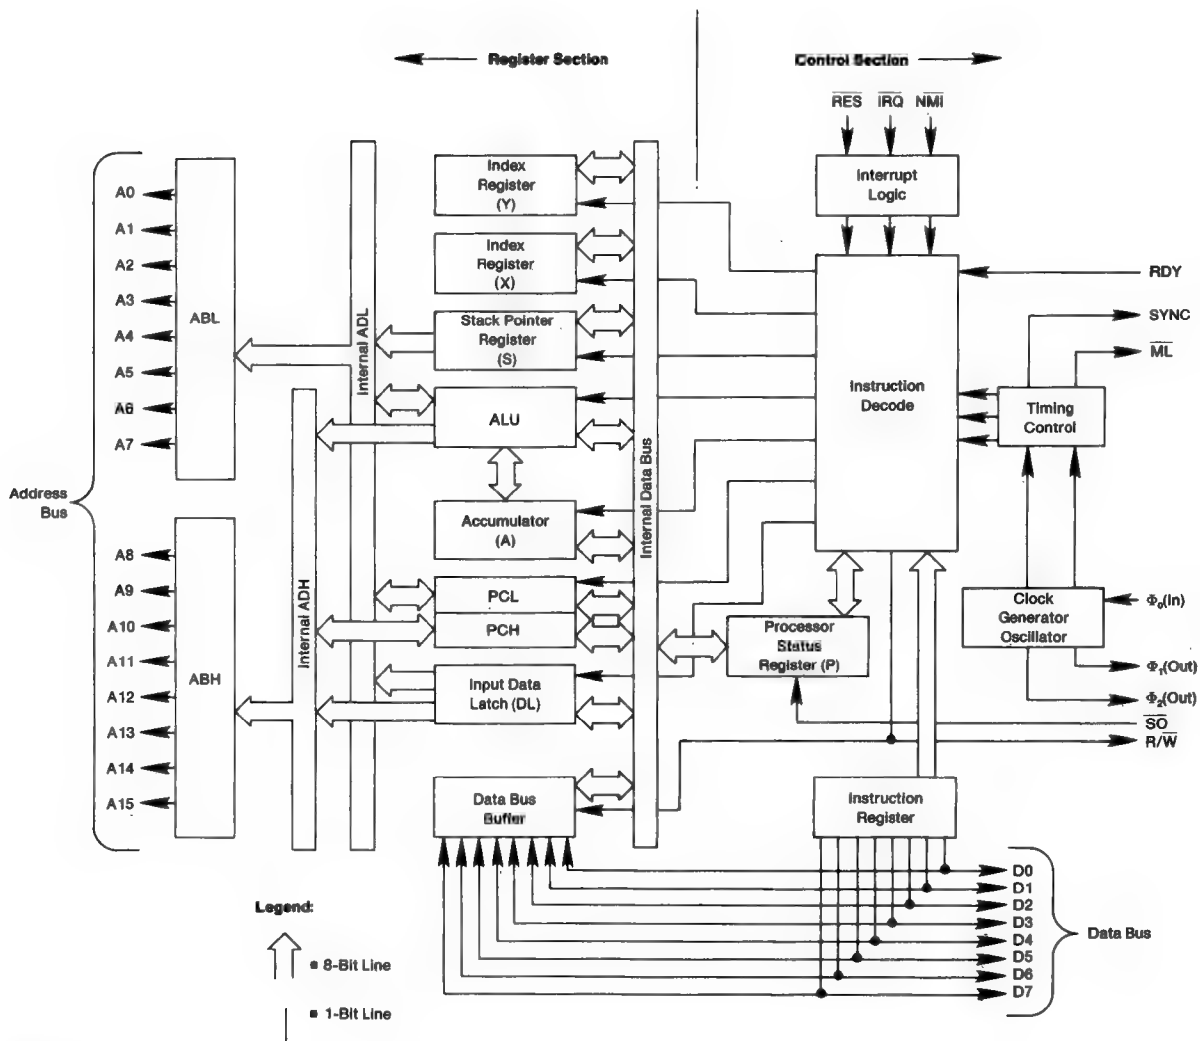 Register Section
Control Section
RES
IRQ
NMI
Interrupt
Logic
Index
Register
(Y)
Index
Register
(X)
Stack Pointer
Register
(S)
ALU
Accumulator
(A)
PCL
PCH
Input Data
Latch (DL)
Data Bus
Buffer
Internal ADL
Internal ADH
Internal Data Bus
ABL
ABH
A0
A1
A2
A3
A4
A5
A6
A7
Address
Bus
A8
A9
A10
A11
A12
A13
A14
A15
Instruction
Decode
RDY
SYNC
ML
Timing
Control
Clock
Generator
Oscillator
Φ0(In)
Φ1(Out)
Φ2(Out)
SO
R/W
Processor
Status
Register (P)
Instruction
Register
D0
D1
D2
D3
D4
D5
D6
D7
Data Bus
Legend:
8-Bit Line
1-Bit Line